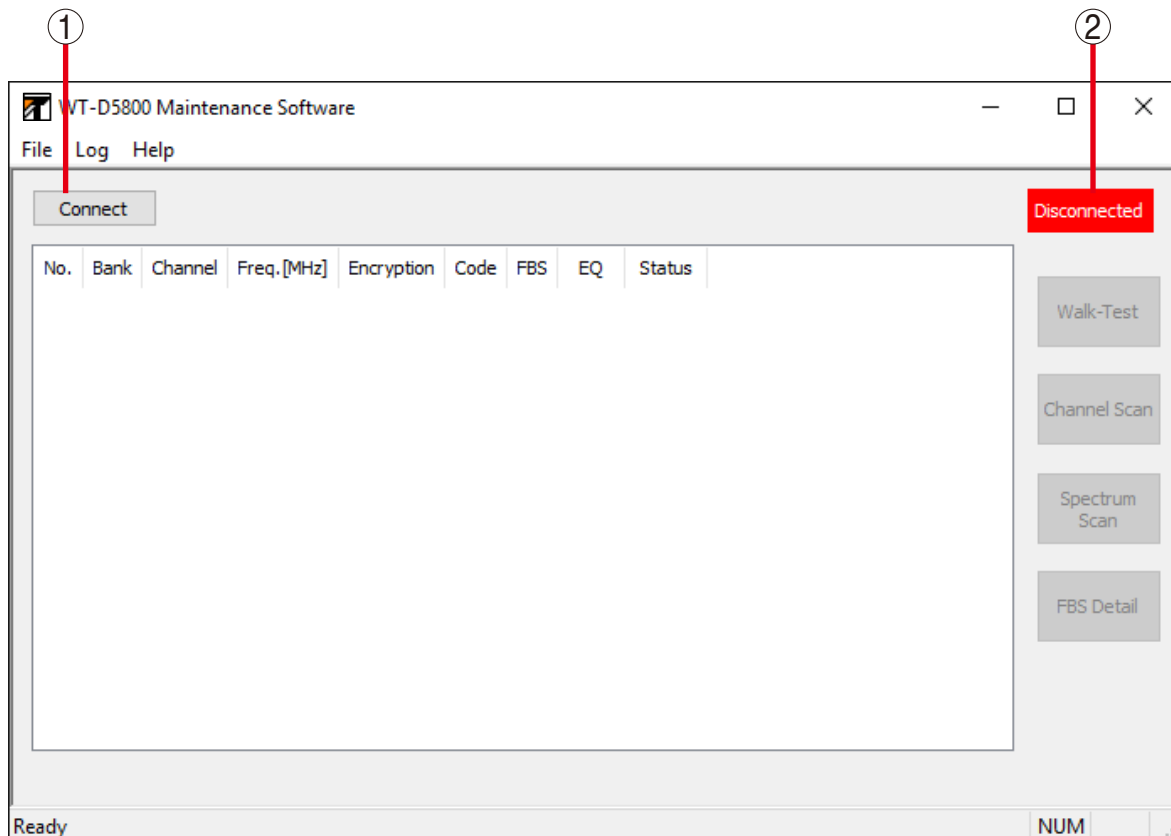 ① ②
WT-D5800 Maintenance Software
File Log Help
Connect
Disconnected
No. Bank Channel Freq.[MHz] Encryption Code FBS EQ Status
Walk-Test
Channel Scan
Spectrum
Scan
FBS Detail
Ready NUM